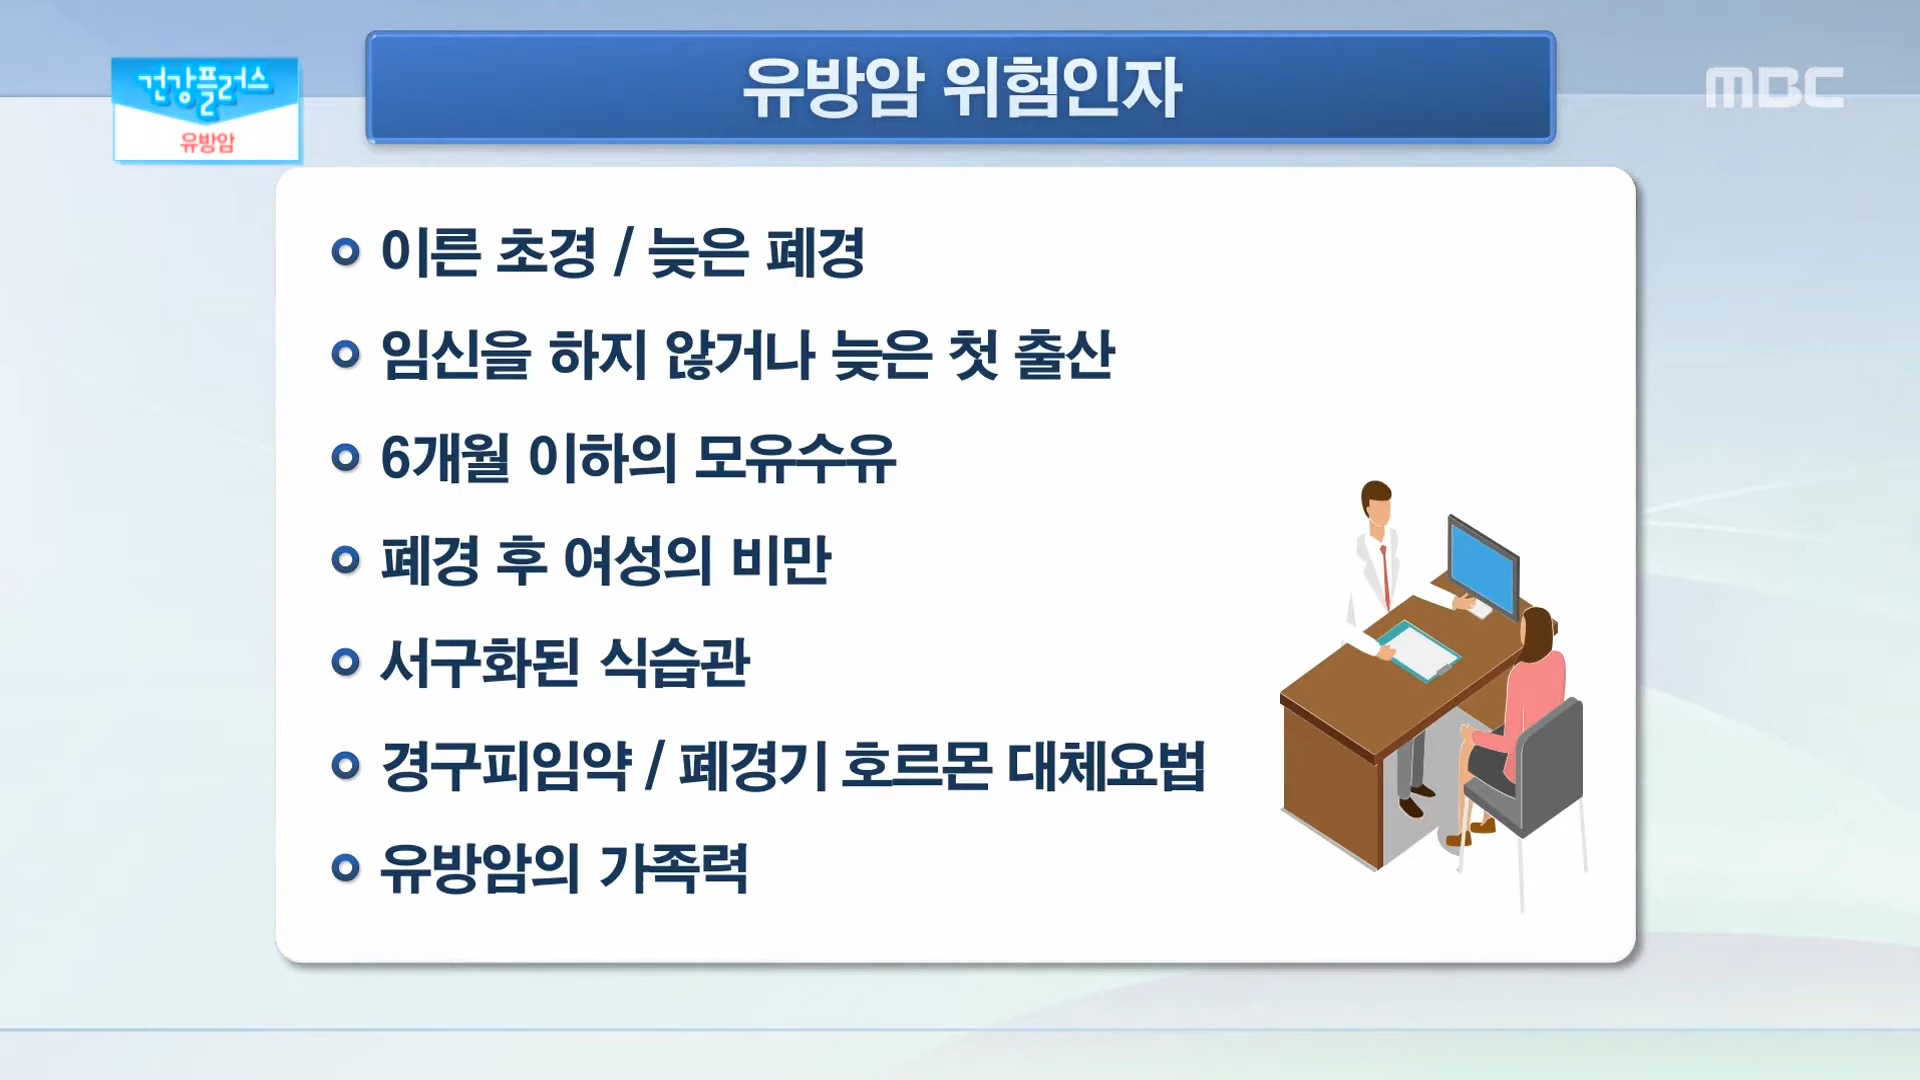 건강플러스
유방암
유방암 위험인자
MBC
이른 초경 / 늦은 폐경
임신을 하지 않거나 늦은 첫 출산
6개월 이하의 모유수유
폐경 후 여성의 비만
서구화된 식습관
경구피임약 / 폐경기 호르몬 대체요법
유방암의 가족력